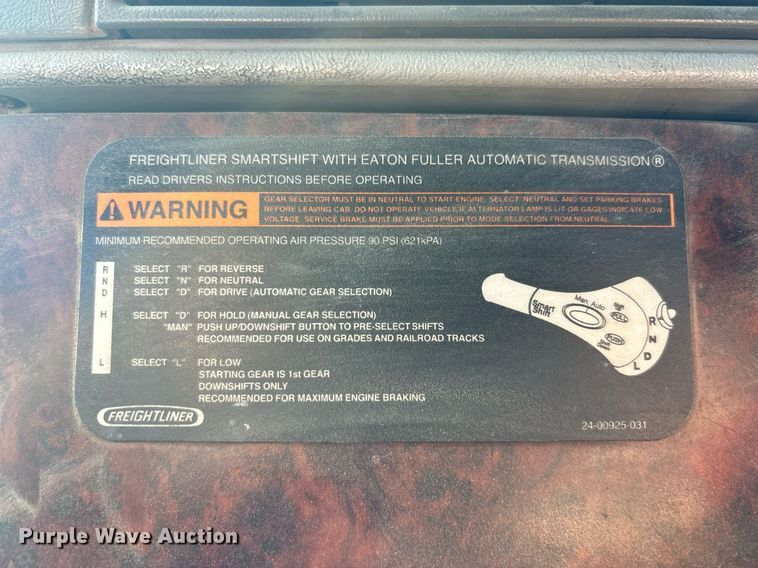 FREIGHTLINER SMARTSHIFT WITH EATON FULLER AUTOMATIC TRANSMISSION®
READ DRIVERS INSTRUCTIONS BEFORE OPERATING
WARNING
GEAR SELECTOR MUST BE IN NEUTRAL TO START ENGINE. SELECT NEUTRAL AND SET PARKING BRAKES
BEFORE LEAVING CAB. DO NOT OPERATE VEHICLE IF ALTERNATOR LAMP IS LIT OR GAGES INDICATE LOW
VOLTAGE. SERVICE BRAKE MUST BE APPLIED PRIOR TO MODE SELECTION FROM NEUTRAL.
MINIMUM RECOMMENDED OPERATING AIR PRESSURE 90 PSI (621kPA)
R SELECT "R" FOR REVERSE
N SELECT "N" FOR NEUTRAL
D SELECT "D" FOR DRIVE (AUTOMATIC GEAR SELECTION)
H SELECT "D" FOR HOLD (MANUAL GEAR SELECTION)
"MAN" PUSH UP/DOWNSHIFT BUTTON TO PRE-SELECT SHIFTS
RECOMMENDED FOR USE ON GRADES AND RAILROAD TRACKS
L SELECT "L" FOR LOW
STARTING GEAR IS 1st GEAR
DOWNSHIFTS ONLY
RECOMMENDED FOR MAXIMUM ENGINE BRAKING
Smart
Shift
Man. Auto
PULL
PUSH
R
N
D
L
FREIGHTLINER
24-00925-031
Purple Wave Auction